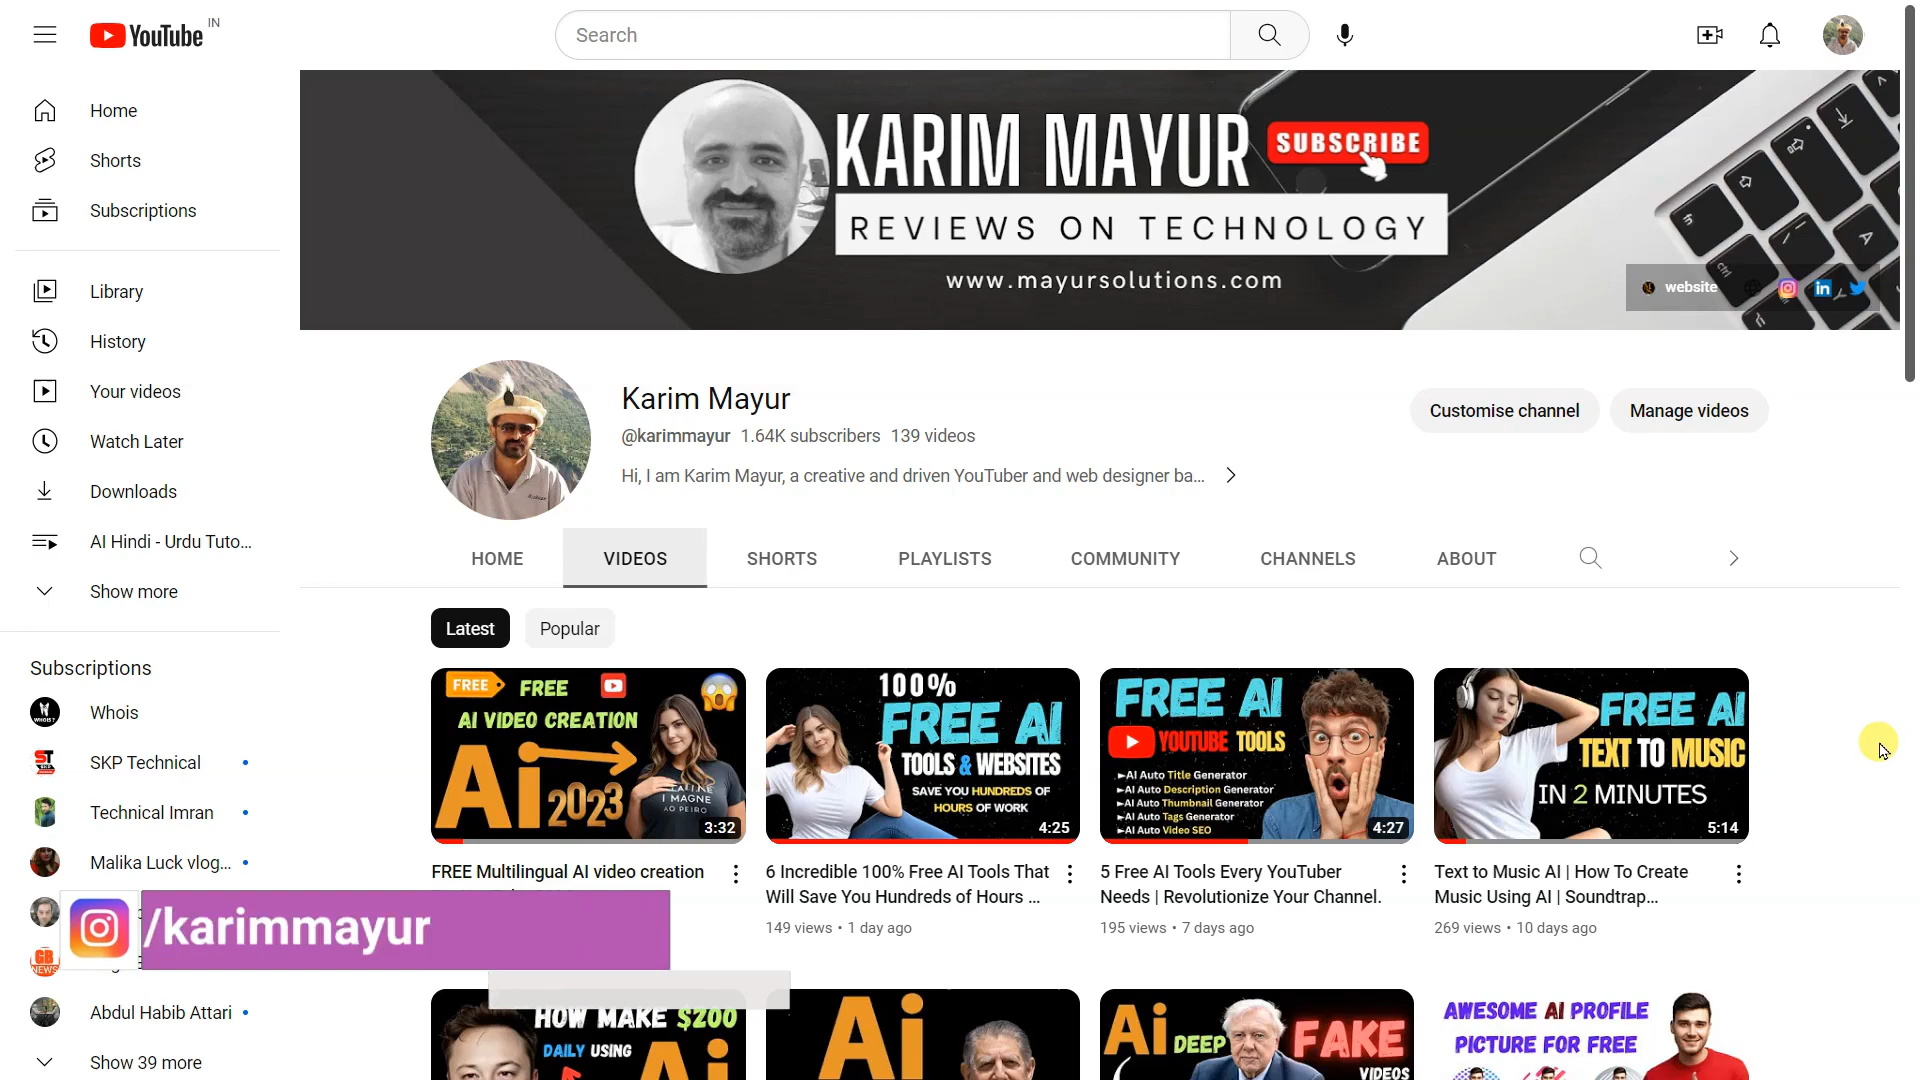 YouTube IN
Search
Home
Shorts
Subscriptions
Library
History
Your videos
Watch Later
Downloads
AI Hindi - Urdu Tuto...
Show more
Subscriptions
Whois
SKP Technical
Technical Imran
Malika Luck vlog...
Abdul Habib Attari
Show 39 more
KARIM MAYUR
SUBSCRIBE
REVIEWS ON TECHNOLOGY
www.mayursolutions.com
website
Karim Mayur
@karimmayur 1.64K subscribers 139 videos
Hi, I am Karim Mayur, a creative and driven YouTuber and web designer ba...
Customise channel
Manage videos
HOME VIDEOS SHORTS PLAYLISTS COMMUNITY CHANNELS ABOUT
Latest Popular
FREE
FREE
AI VIDEO CREATION
Ai
2023
3:32
FREE Multilingual AI video creation
100%
FREE AI
TOOLS & WEBSITES
SAVE YOU HUNDREDS OF
HOURS OF WORK
4:25
6 Incredible 100% Free AI Tools That
Will Save You Hundreds of Hours ...
149 views • 1 day ago
FREE AI
YOUTUBE TOOLS
►AI Auto Title Generator
►AI Auto Description Generator
►AI Auto Thumbnail Generator
►AI Auto Tags Generator
►AI Auto Video SEO
4:27
5 Free AI Tools Every YouTuber
Needs | Revolutionize Your Channel.
195 views • 7 days ago
FREE AI
TEXT TO MUSIC
IN 2 MINUTES
5:14
Text to Music AI | How To Create
Music Using AI | Soundtrap...
269 views • 10 days ago
/karimmayur
HOW MAKE $200
DAILY USING
Ai
Ai
Ai DEEP FAKE
VIDEOS
AWESOME AI PROFILE
PICTURE FOR FREE